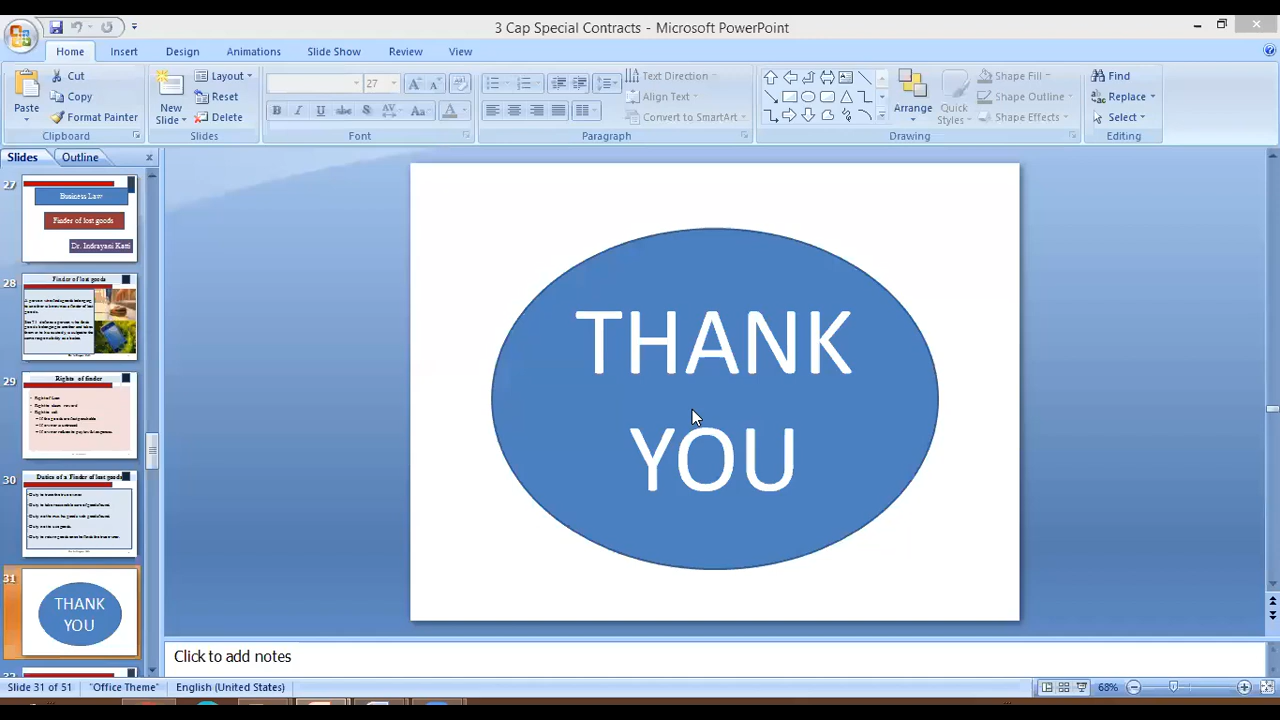 3 Cap Special Contracts - Microsoft PowerPoint
Home Insert Design Animations Slide Show Review View
Paste
Cut
Copy
Format Painter
Clipboard
New
Slide
Layout
Reset
Delete
Slides
27
B I U abc S AV Aa A
Font
Text Direction
Align Text
Convert to SmartArt
Paragraph
Arrange
Quick
Styles
Shape Fill
Shape Outline
Shape Effects
Drawing
Find
Replace
Select
Editing
Slides Outline
27
Business Law
Finder of lost goods
Dr. Indrayani Katti
28
Finder of lost goods
29
Rights of finder
30
Duties of a Finder of lost goods
31
THANK
YOU
THANK
YOU
Click to add notes
Slide 31 of 51 "Office Theme" English (United States) 68%